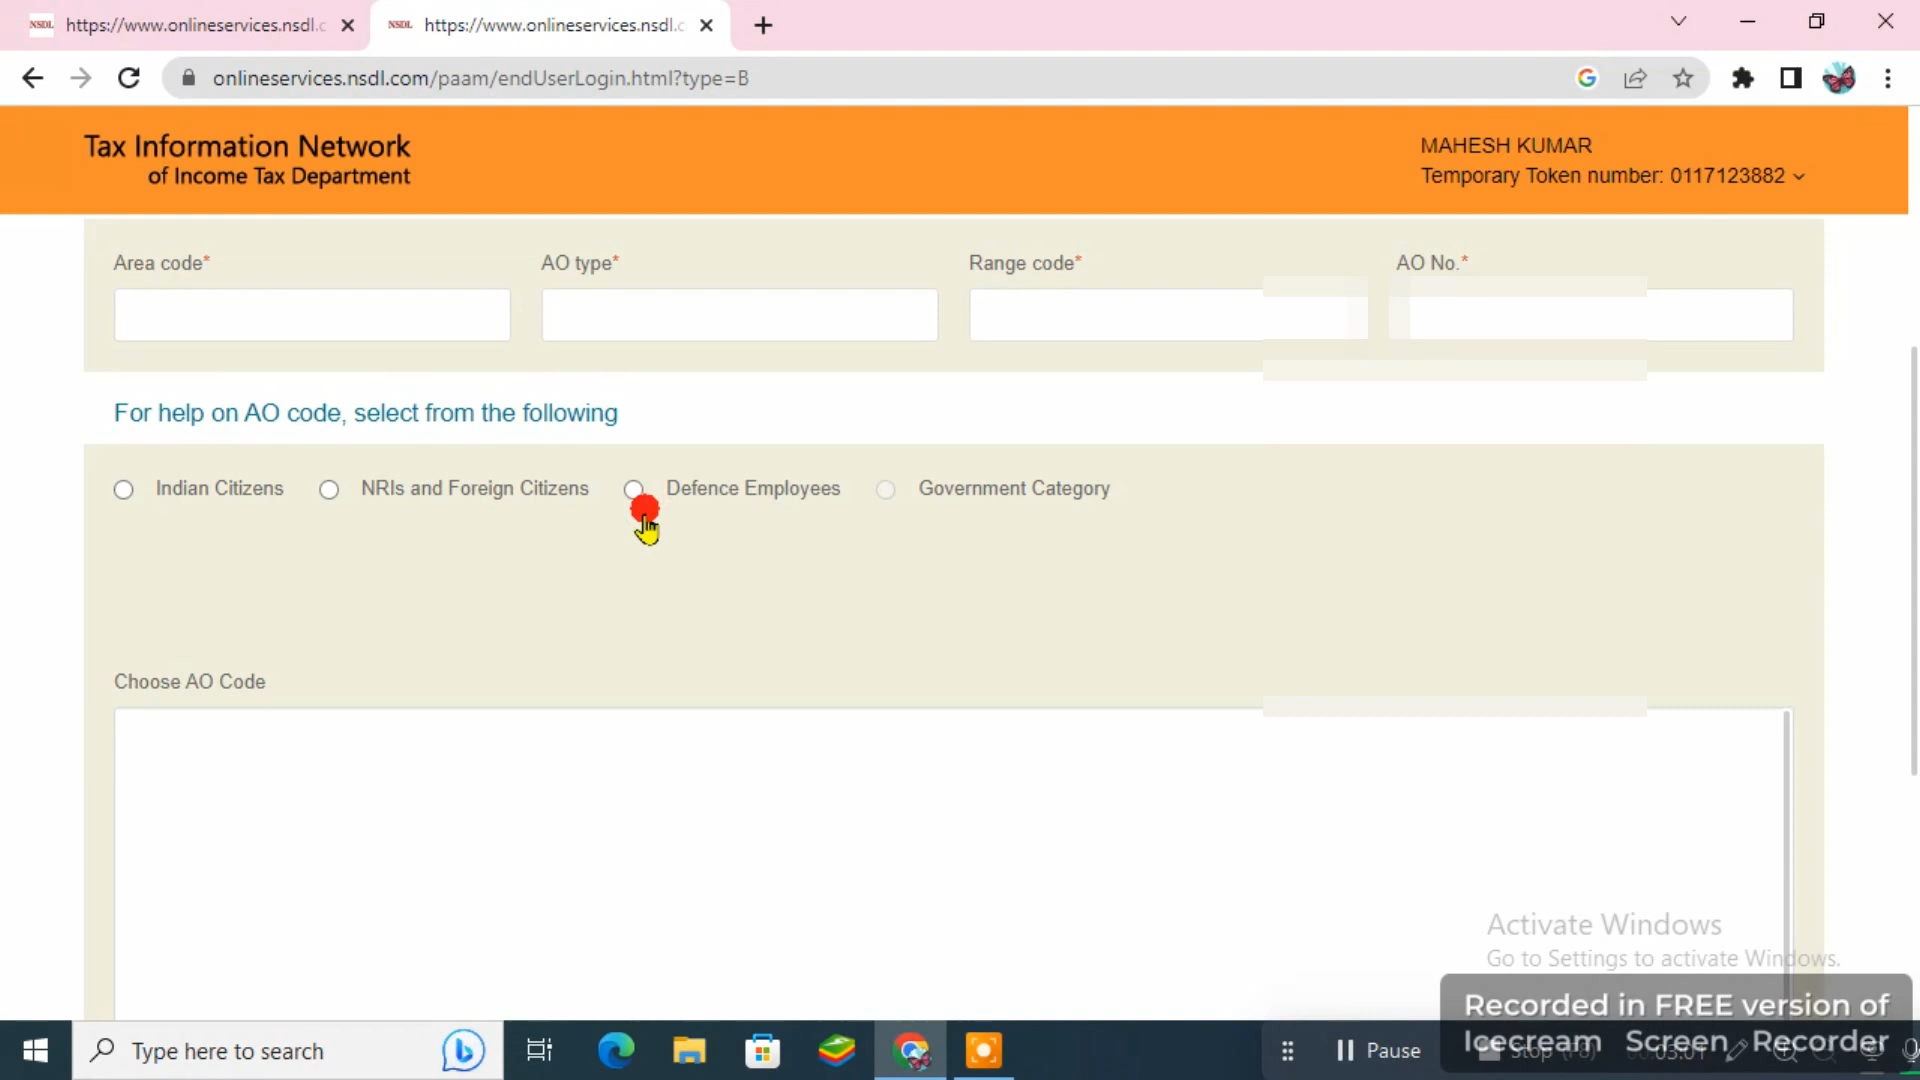 NSDL https://www.onlineservices.nsdl.c
NSDL https://www.onlineservices.nsdl.c
onlineservices.nsdl.com/paam/endUserLogin.html?type=B
Tax Information Network
of Income Tax Department
MAHESH KUMAR
Temporary Token number: 0117123882
Area code* AO type* Range code* AO No.*
For help on AO code, select from the following
Indian Citizens NRIs and Foreign Citizens Defence Employees Government Category
Choose AO Code
Activate Windows
Go to Settings to activate Windows.
Recorded in FREE version of
Icecream Screen Recorder
Type here to search
Pause
Stop (F8)